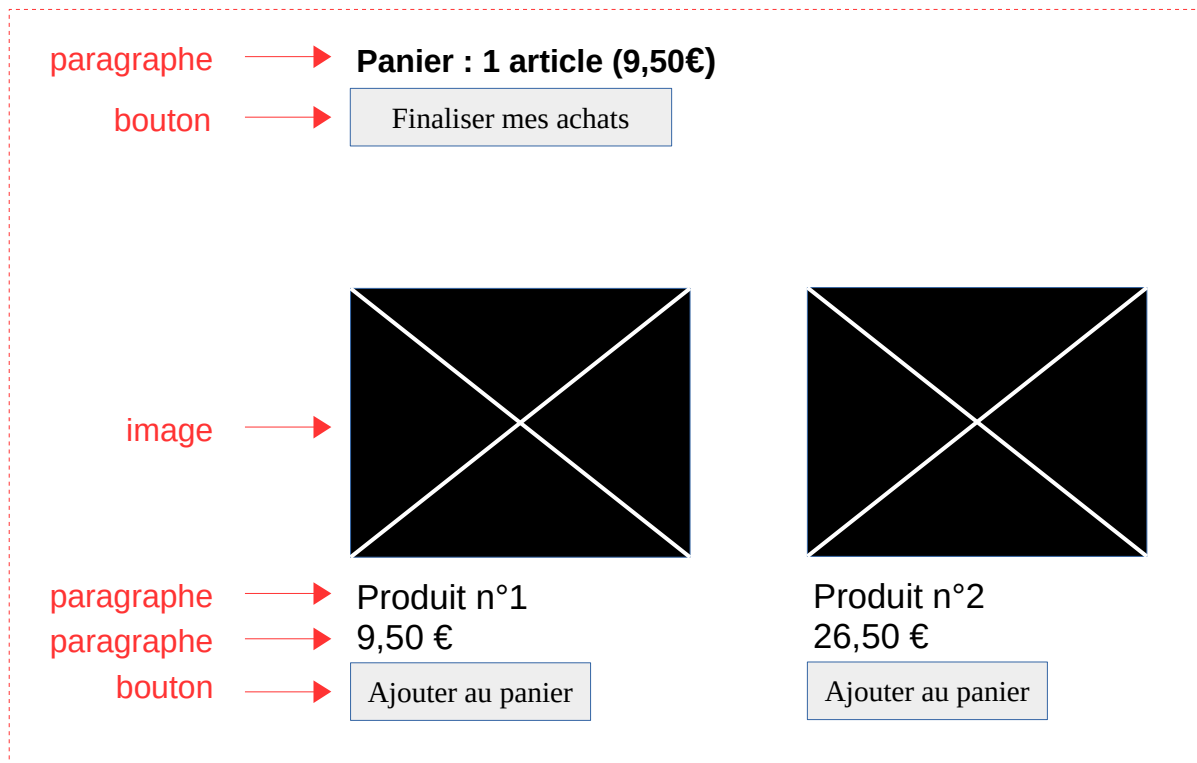 paragraphe
Panier : 1 article (9,50€)
bouton
Finaliser mes achats
image
paragraphe
Produit n°1
Produit n°2
paragraphe
9,50 €
26,50 €
bouton
Ajouter au panier
Ajouter au panier